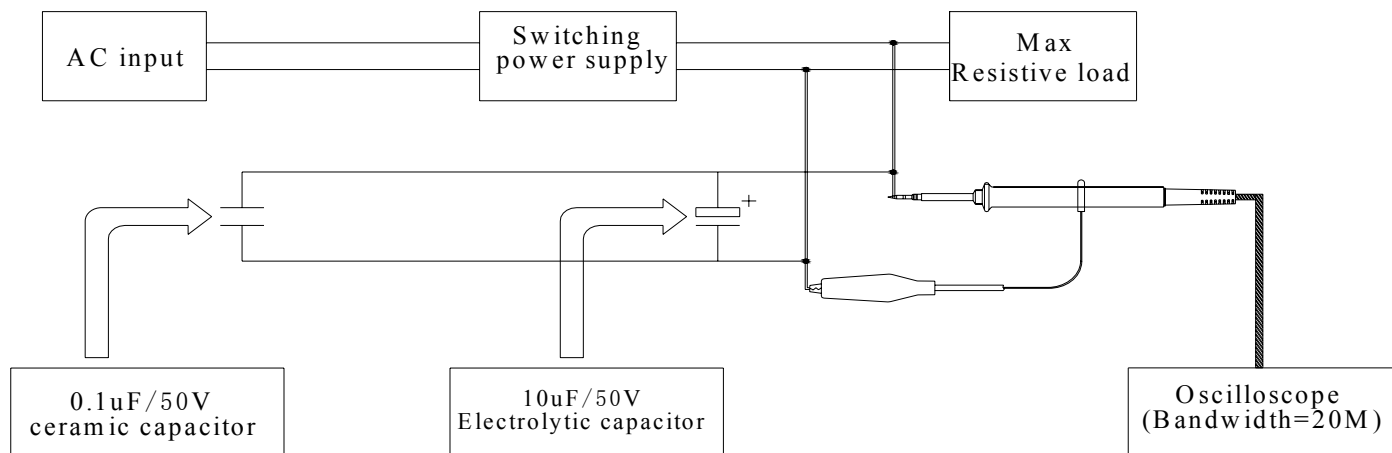 AC input
Switching
power supply
Max
Resistive load
+
0.1uF/50V
ceramic capacitor
10uF/50V
Electrolytic capacitor
Oscilloscope
(Bandwidth=20M)